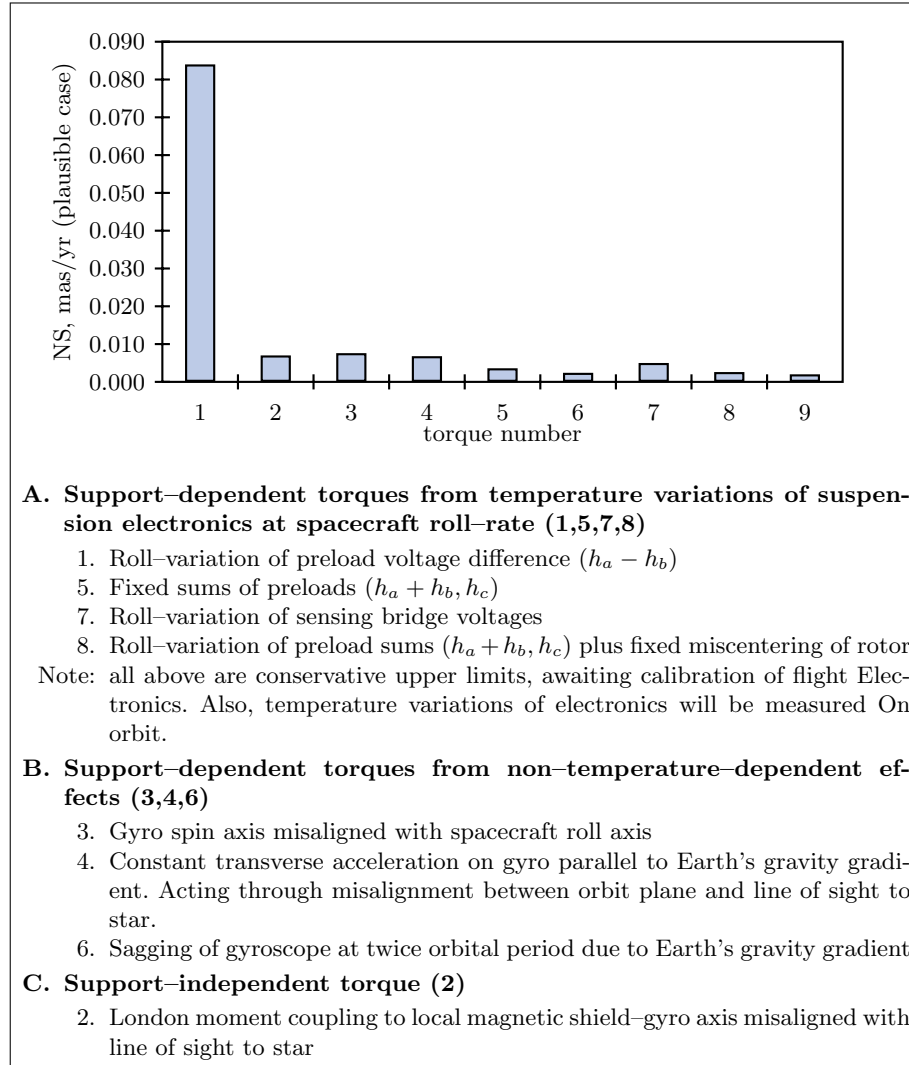 NS, mas/yr (plausible case)
0.090
0.080
0.070
0.060
0.050
0.040
0.030
0.020
0.010
0.000
1 2 3 4 5 6 7 8 9
torque number
A. Support–dependent torques from temperature variations of suspen-
sion electronics at spacecraft roll–rate (1,5,7,8)
1. Roll–variation of preload voltage difference (h_a − h_b)
5. Fixed sums of preloads (h_a + h_b, h_c)
7. Roll–variation of sensing bridge voltages
8. Roll–variation of preload sums (h_a + h_b, h_c) plus fixed miscentering of rotor
Note: all above are conservative upper limits, awaiting calibration of flight Elec-
tronics. Also, temperature variations of electronics will be measured On
orbit.
B. Support–dependent torques from non–temperature–dependent ef-
fects (3,4,6)
3. Gyro spin axis misaligned with spacecraft roll axis
4. Constant transverse acceleration on gyro parallel to Earth's gravity gradi-
ent. Acting through misalignment between orbit plane and line of sight to
star.
6. Sagging of gyroscope at twice orbital period due to Earth's gravity gradient
C. Support–independent torque (2)
2. London moment coupling to local magnetic shield–gyro axis misaligned with
line of sight to star